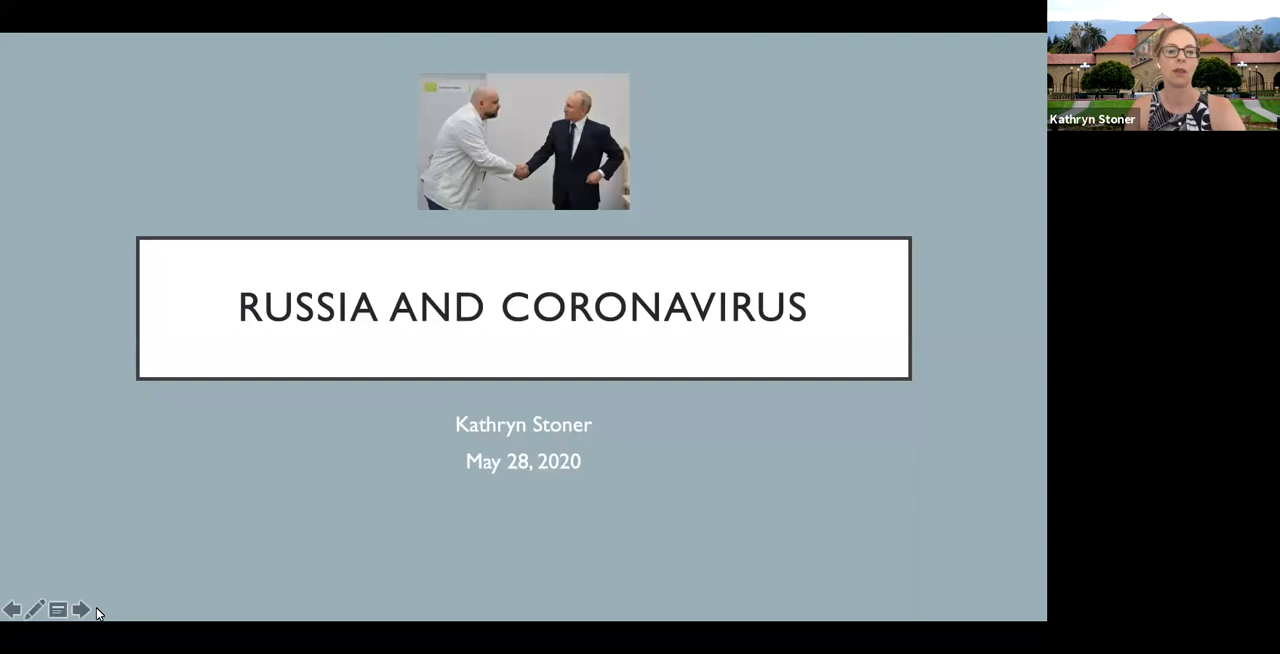 RUSSIA AND CORONAVIRUS
Kathryn Stoner
May 28, 2020
Kathryn Stoner